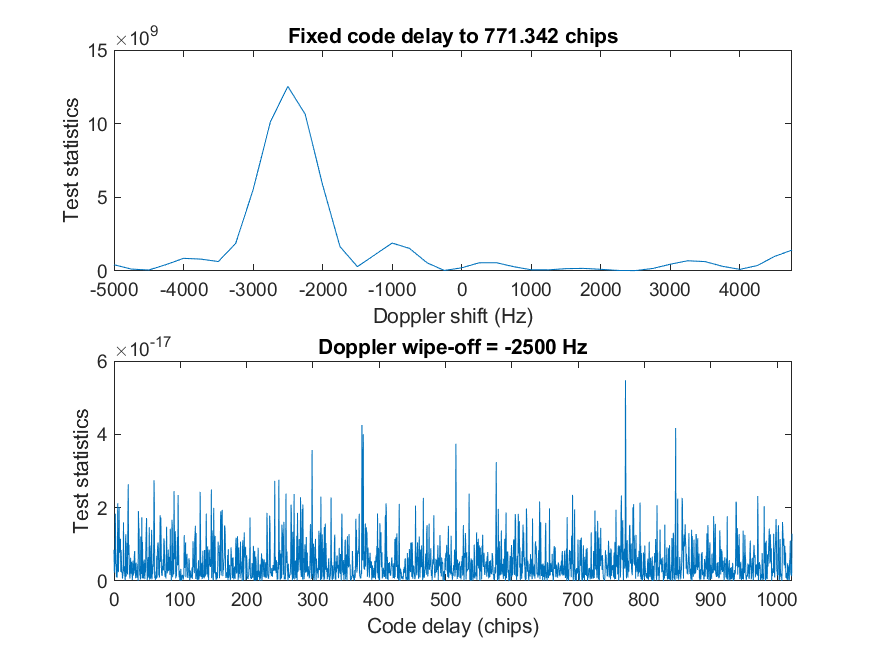 ×10^9
Fixed code delay to 771.342 chips
15
10
5
0
Test statistics
-5000 -4000 -3000 -2000 -1000 0 1000 2000 3000 4000
Doppler shift (Hz)
×10^-17
Doppler wipe-off = -2500 Hz
6
4
2
0
Test statistics
0 100 200 300 400 500 600 700 800 900 1000
Code delay (chips)